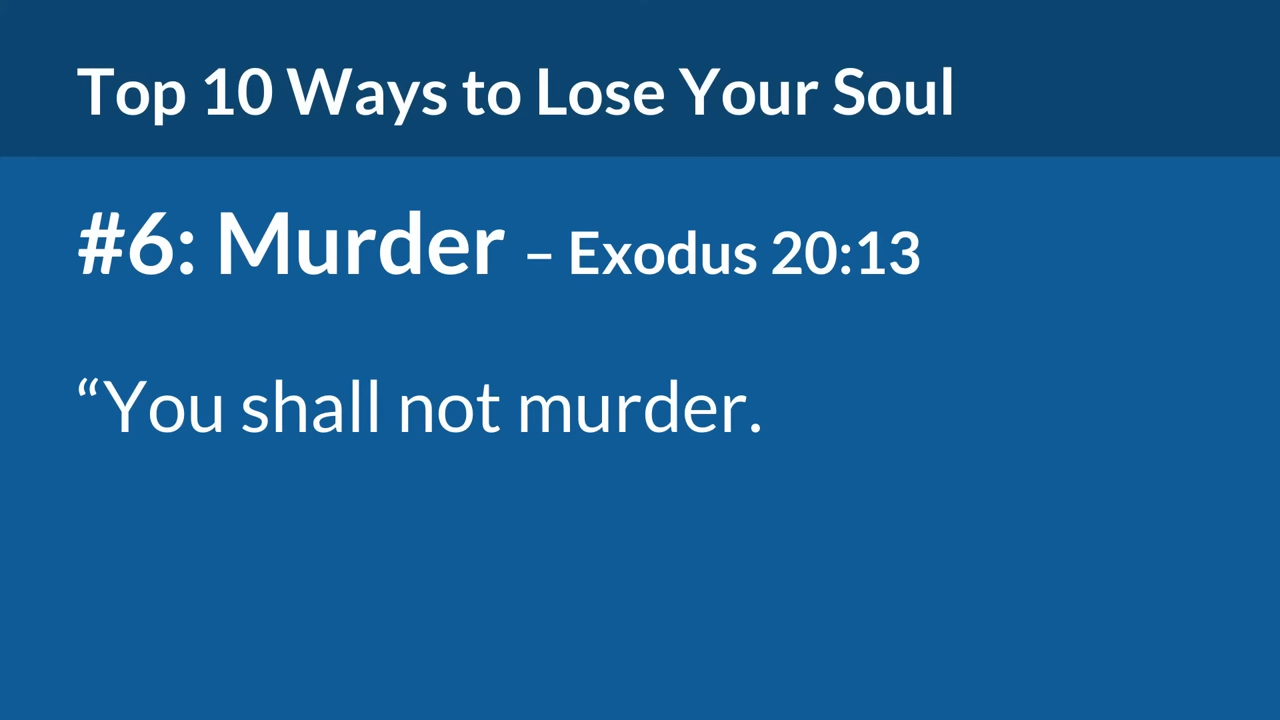 Top 10 Ways to Lose Your Soul
#6: Murder – Exodus 20:13
“You shall not murder.